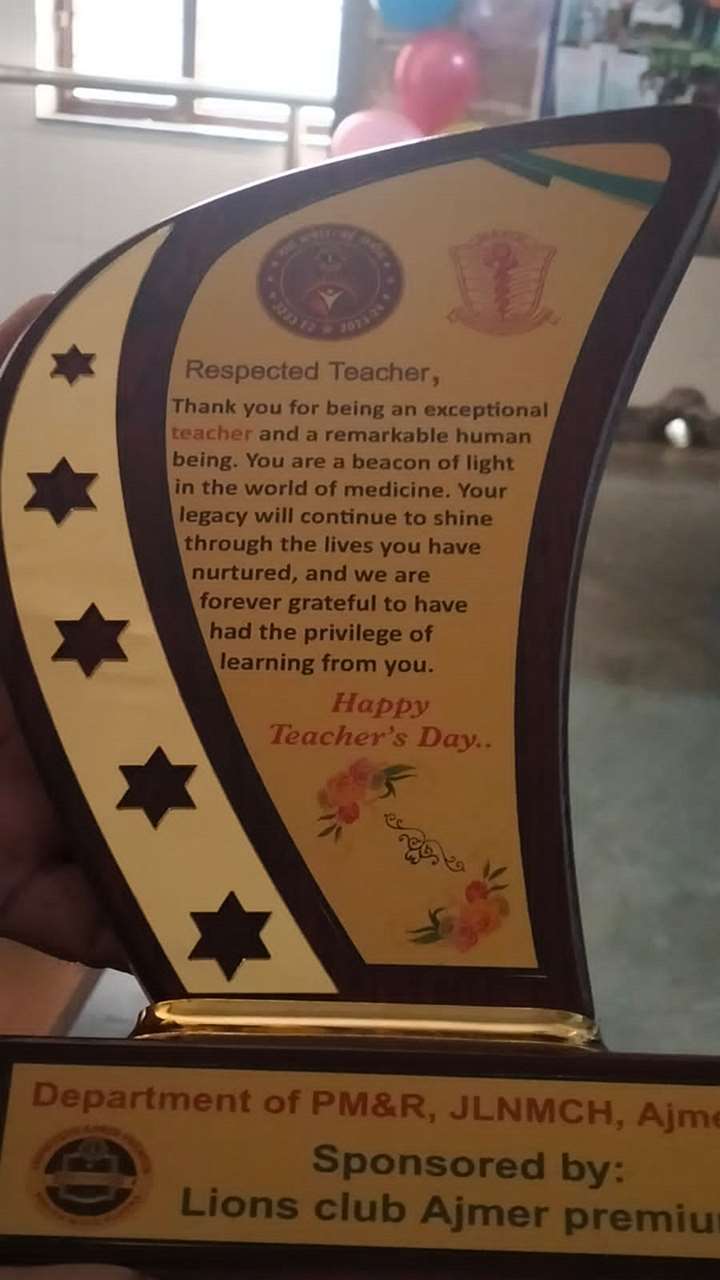 Respected Teacher,
Thank you for being an exceptional
teacher and a remarkable human
being. You are a beacon of light
in the world of medicine. Your
legacy will continue to shine
through the lives you have
nurtured, and we are
forever grateful to have
had the privilege of
learning from you.
Happy
Teacher's Day..
Department of PM&R, JLNMCH, Ajme
Sponsored by:
Lions club Ajmer premiu